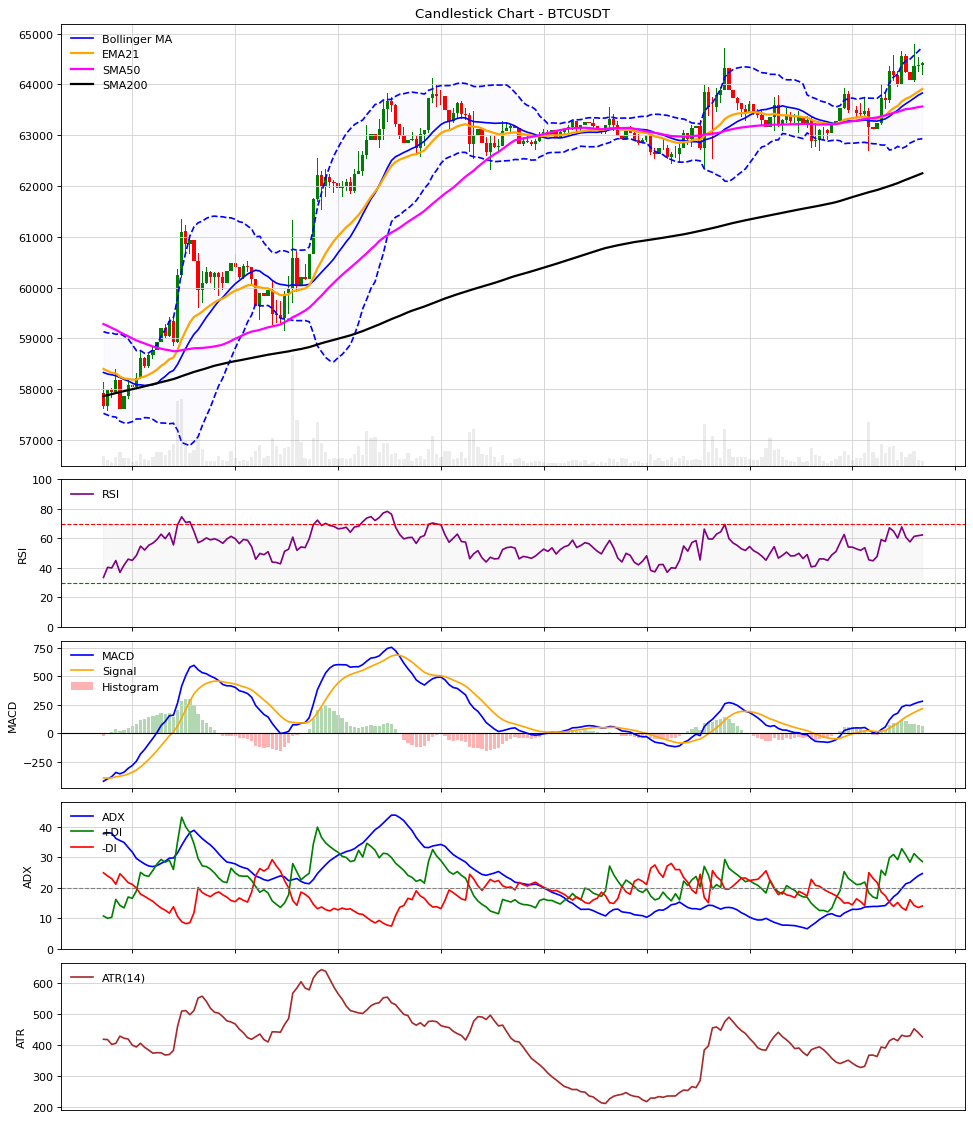 Candlestick Chart - BTCUSDT
65000
64000
63000
62000
61000
60000
59000
58000
57000
Bollinger MA
EMA21
SMA50
SMA200
100
80
60
40
20
0
RSI
RSI
750
500
250
0
−250
MACD
MACD
Signal
Histogram
40
30
20
10
0
ADX
ADX
+DI
-DI
600
500
400
300
200
ATR
ATR(14)